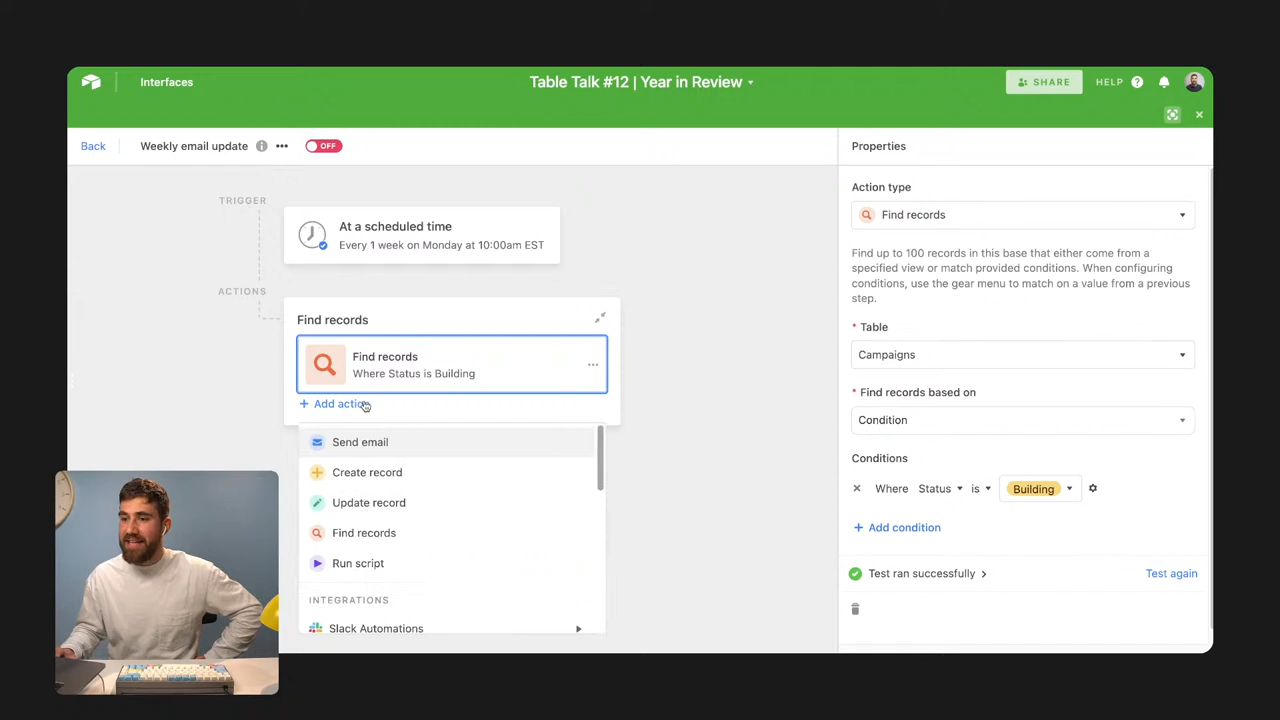 Interfaces
Table Talk #12 | Year in Review
SHARE
HELP
Back
Weekly email update
OFF
TRIGGER
At a scheduled time
Every 1 week on Monday at 10:00am EST
ACTIONS
Find records
Find records
Where Status is Building
+ Add action
Send email
Create record
Update record
Find records
Run script
INTEGRATIONS
Slack Automations
Properties
Action type
Find records
Find up to 100 records in this base that either come from a
specified view or match provided conditions. When configuring
conditions, use the gear menu to match on a value from a previous
step.
* Table
Campaigns
* Find records based on
Condition
Conditions
Where Status is Building
+ Add condition
Test ran successfully
Test again